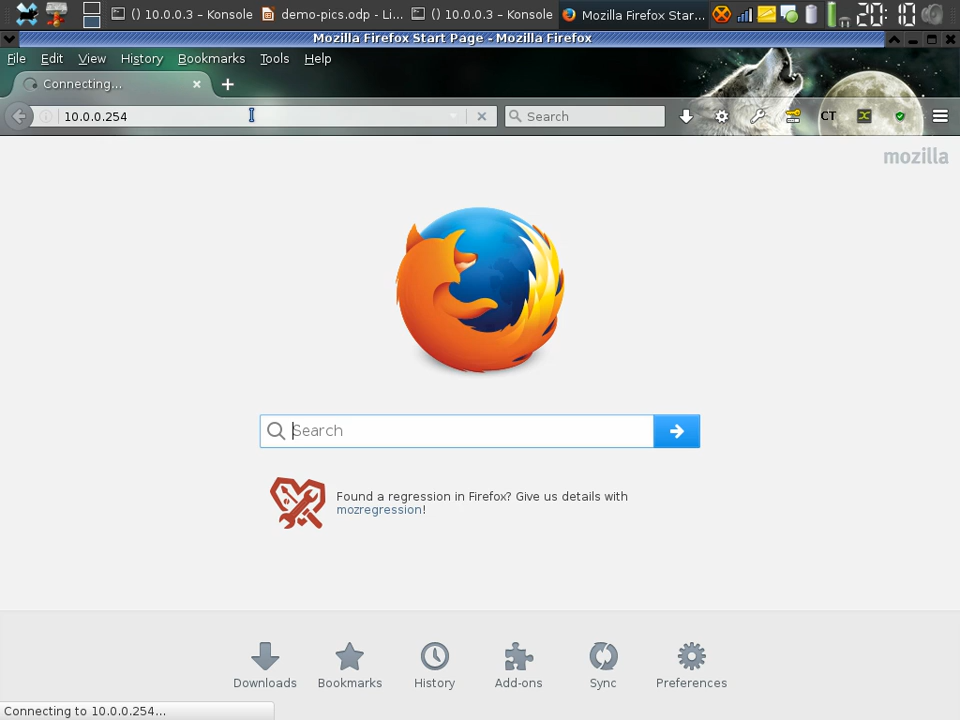 () 10.0.0.3 – Konsole demo-pics.odp - Li... () 10.0.0.3 – Konsole Mozilla Firefox Star... 20:10
Mozilla Firefox Start Page - Mozilla Firefox
File Edit View History Bookmarks Tools Help
Connecting...
10.0.0.254 Search CT
mozilla
Search
Found a regression in Firefox? Give us details with
mozregression!
Downloads Bookmarks History Add-ons Sync Preferences
Connecting to 10.0.0.254...